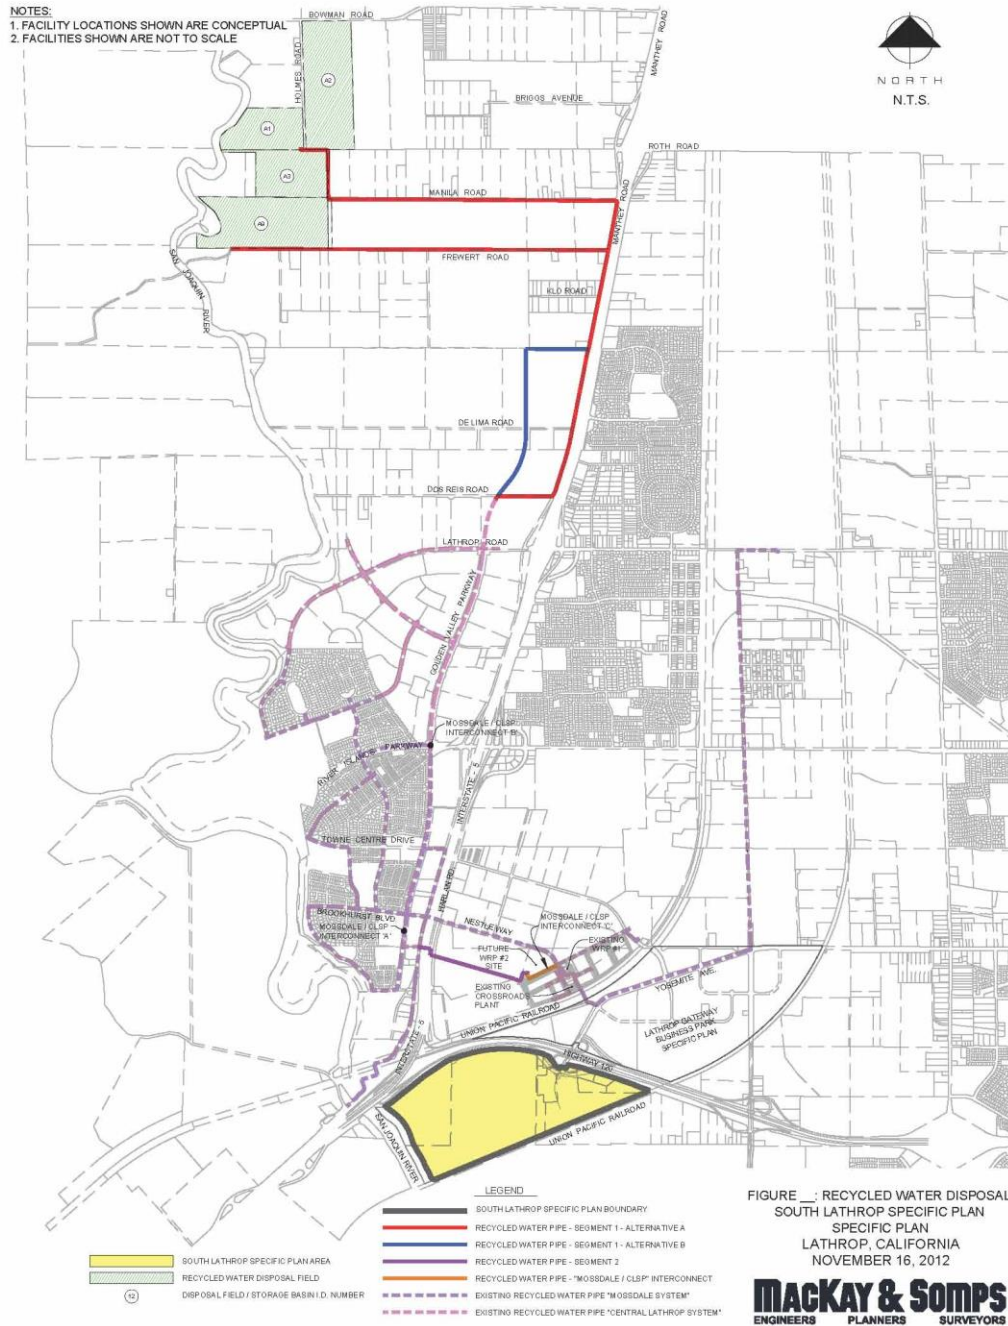 NOTES:
1. FACILITY LOCATIONS SHOWN ARE CONCEPTUAL
2. FACILITIES SHOWN ARE NOT TO SCALE
BOWMAN ROAD
HOLMES ROAD
MANTHEY ROAD
NORTH
N.T.S.
A2
BRIGGS AVENUE
A1
ROTH ROAD
A3
MANILA ROAD
MANTHEY ROAD
FREWERT ROAD
SAN JOAQUIN RIVER
KLO ROAD
DE LIMA ROAD
DOS REIS ROAD
LATHROP ROAD
GOLDEN VALLEY PARKWAY
MOSSDALE / CLSP
INTERCONNECT 'B'
RIVER ISLANDS PARKWAY
INTERSTATE - 5
TOWNE CENTRE DRIVE
HARLAN RD
BROOKHURST BLVD
MOSSDALE / CLSP
INTERCONNECT 'A'
NESTLE WAY
MOSSDALE / CLSP
INTERCONNECT 'C'
FUTURE
WRP #2
SITE
EXISTING
WRP #1
EXISTING
CROSSROADS
PLANT
YOSEMITE AVE.
UNION PACIFIC RAILROAD
LATHROP GATEWAY
BUSINESS PARK
SPECIFIC PLAN
INTERSTATE - 5
HIGHWAY 120
UNION PACIFIC RAILROAD
SAN JOAQUIN RIVER
LEGEND
SOUTH LATHROP SPECIFIC PLAN BOUNDARY
RECYCLED WATER PIPE - SEGMENT 1 - ALTERNATIVE A
RECYCLED WATER PIPE - SEGMENT 1 - ALTERNATIVE B
RECYCLED WATER PIPE - SEGMENT 2
RECYCLED WATER PIPE - "MOSSDALE / CLSP" INTERCONNECT
EXISTING RECYCLED WATER PIPE "MOSSDALE SYSTEM"
EXISTING RECYCLED WATER PIPE "CENTRAL LATHROP SYSTEM"
SOUTH LATHROP SPECIFIC PLAN AREA
RECYCLED WATER DISPOSAL FIELD
DISPOSAL FIELD / STORAGE BASIN I.D. NUMBER
FIGURE __: RECYCLED WATER DISPOSAL
SOUTH LATHROP SPECIFIC PLAN
SPECIFIC PLAN
LATHROP, CALIFORNIA
NOVEMBER 16, 2012
MACKAY & SOMPS
ENGINEERS PLANNERS SURVEYORS